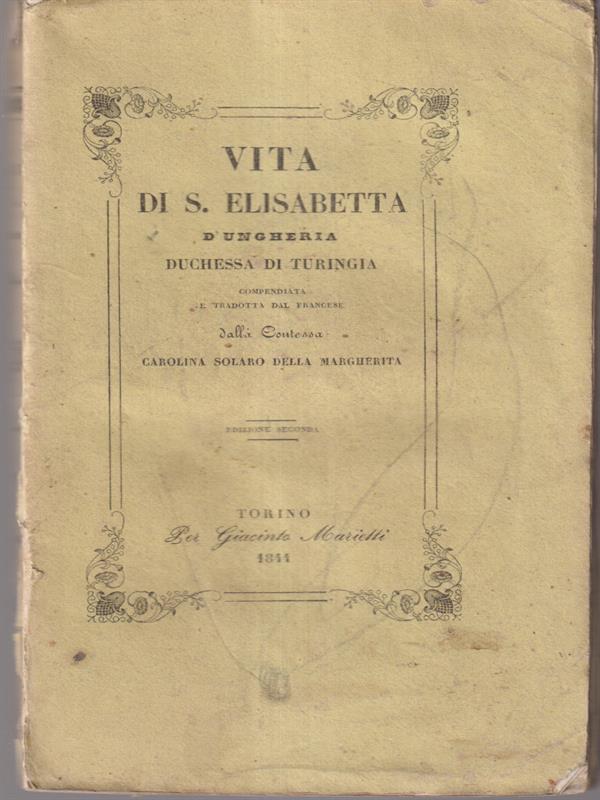 VITA
DI S. ELISABETTA
D'UNGHERIA
DUCHESSA DI TURINGIA
COMPENDIATA
E TRADOTTA DAL FRANCESE
dalla Contessa
CAROLINA SOLARO DELLA MARGHERITA
EDIZIONE SECONDA
TORINO
Per Giacinto Marietti
1844